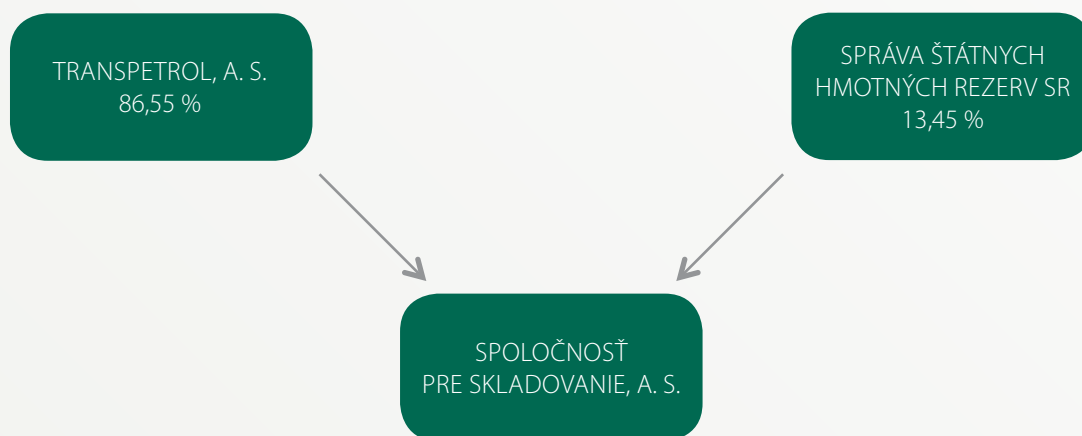 TRANSPETROL, A. S.
86,55 %
SPRÁVA ŠTÁTNYCH
HMOTNÝCH REZERV SR
13,45 %
SPOLOČNOSŤ
PRE SKLADOVANIE, A. S.